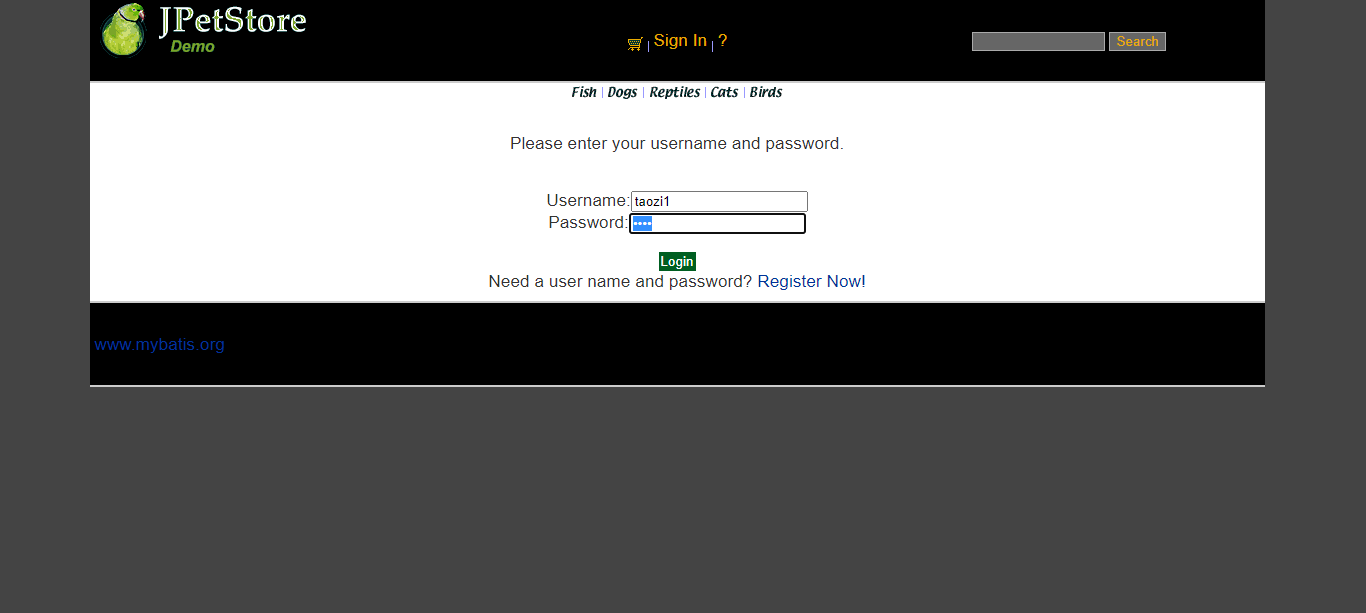 JPetStore
Demo
| Sign In | ?
Search
Fish | Dogs | Reptiles | Cats | Birds
Please enter your username and password.
Username: taozi1
Password: ••••
Login
Need a user name and password? Register Now!
www.mybatis.org